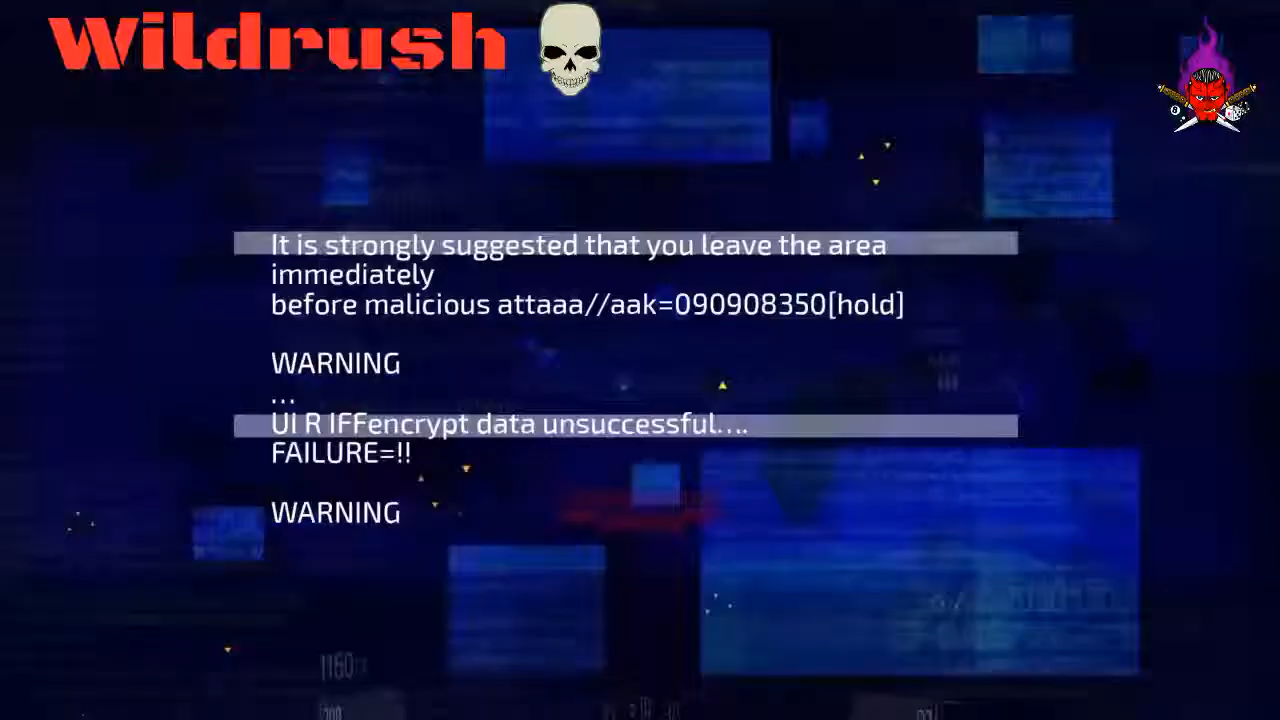 Wildrush
It is strongly suggested that you leave the area
immediately
before malicious attaaa//aak=090908350[hold]
WARNING
...
UI R IFFencrypt data unsuccessful....
FAILURE=!!
WARNING
1160